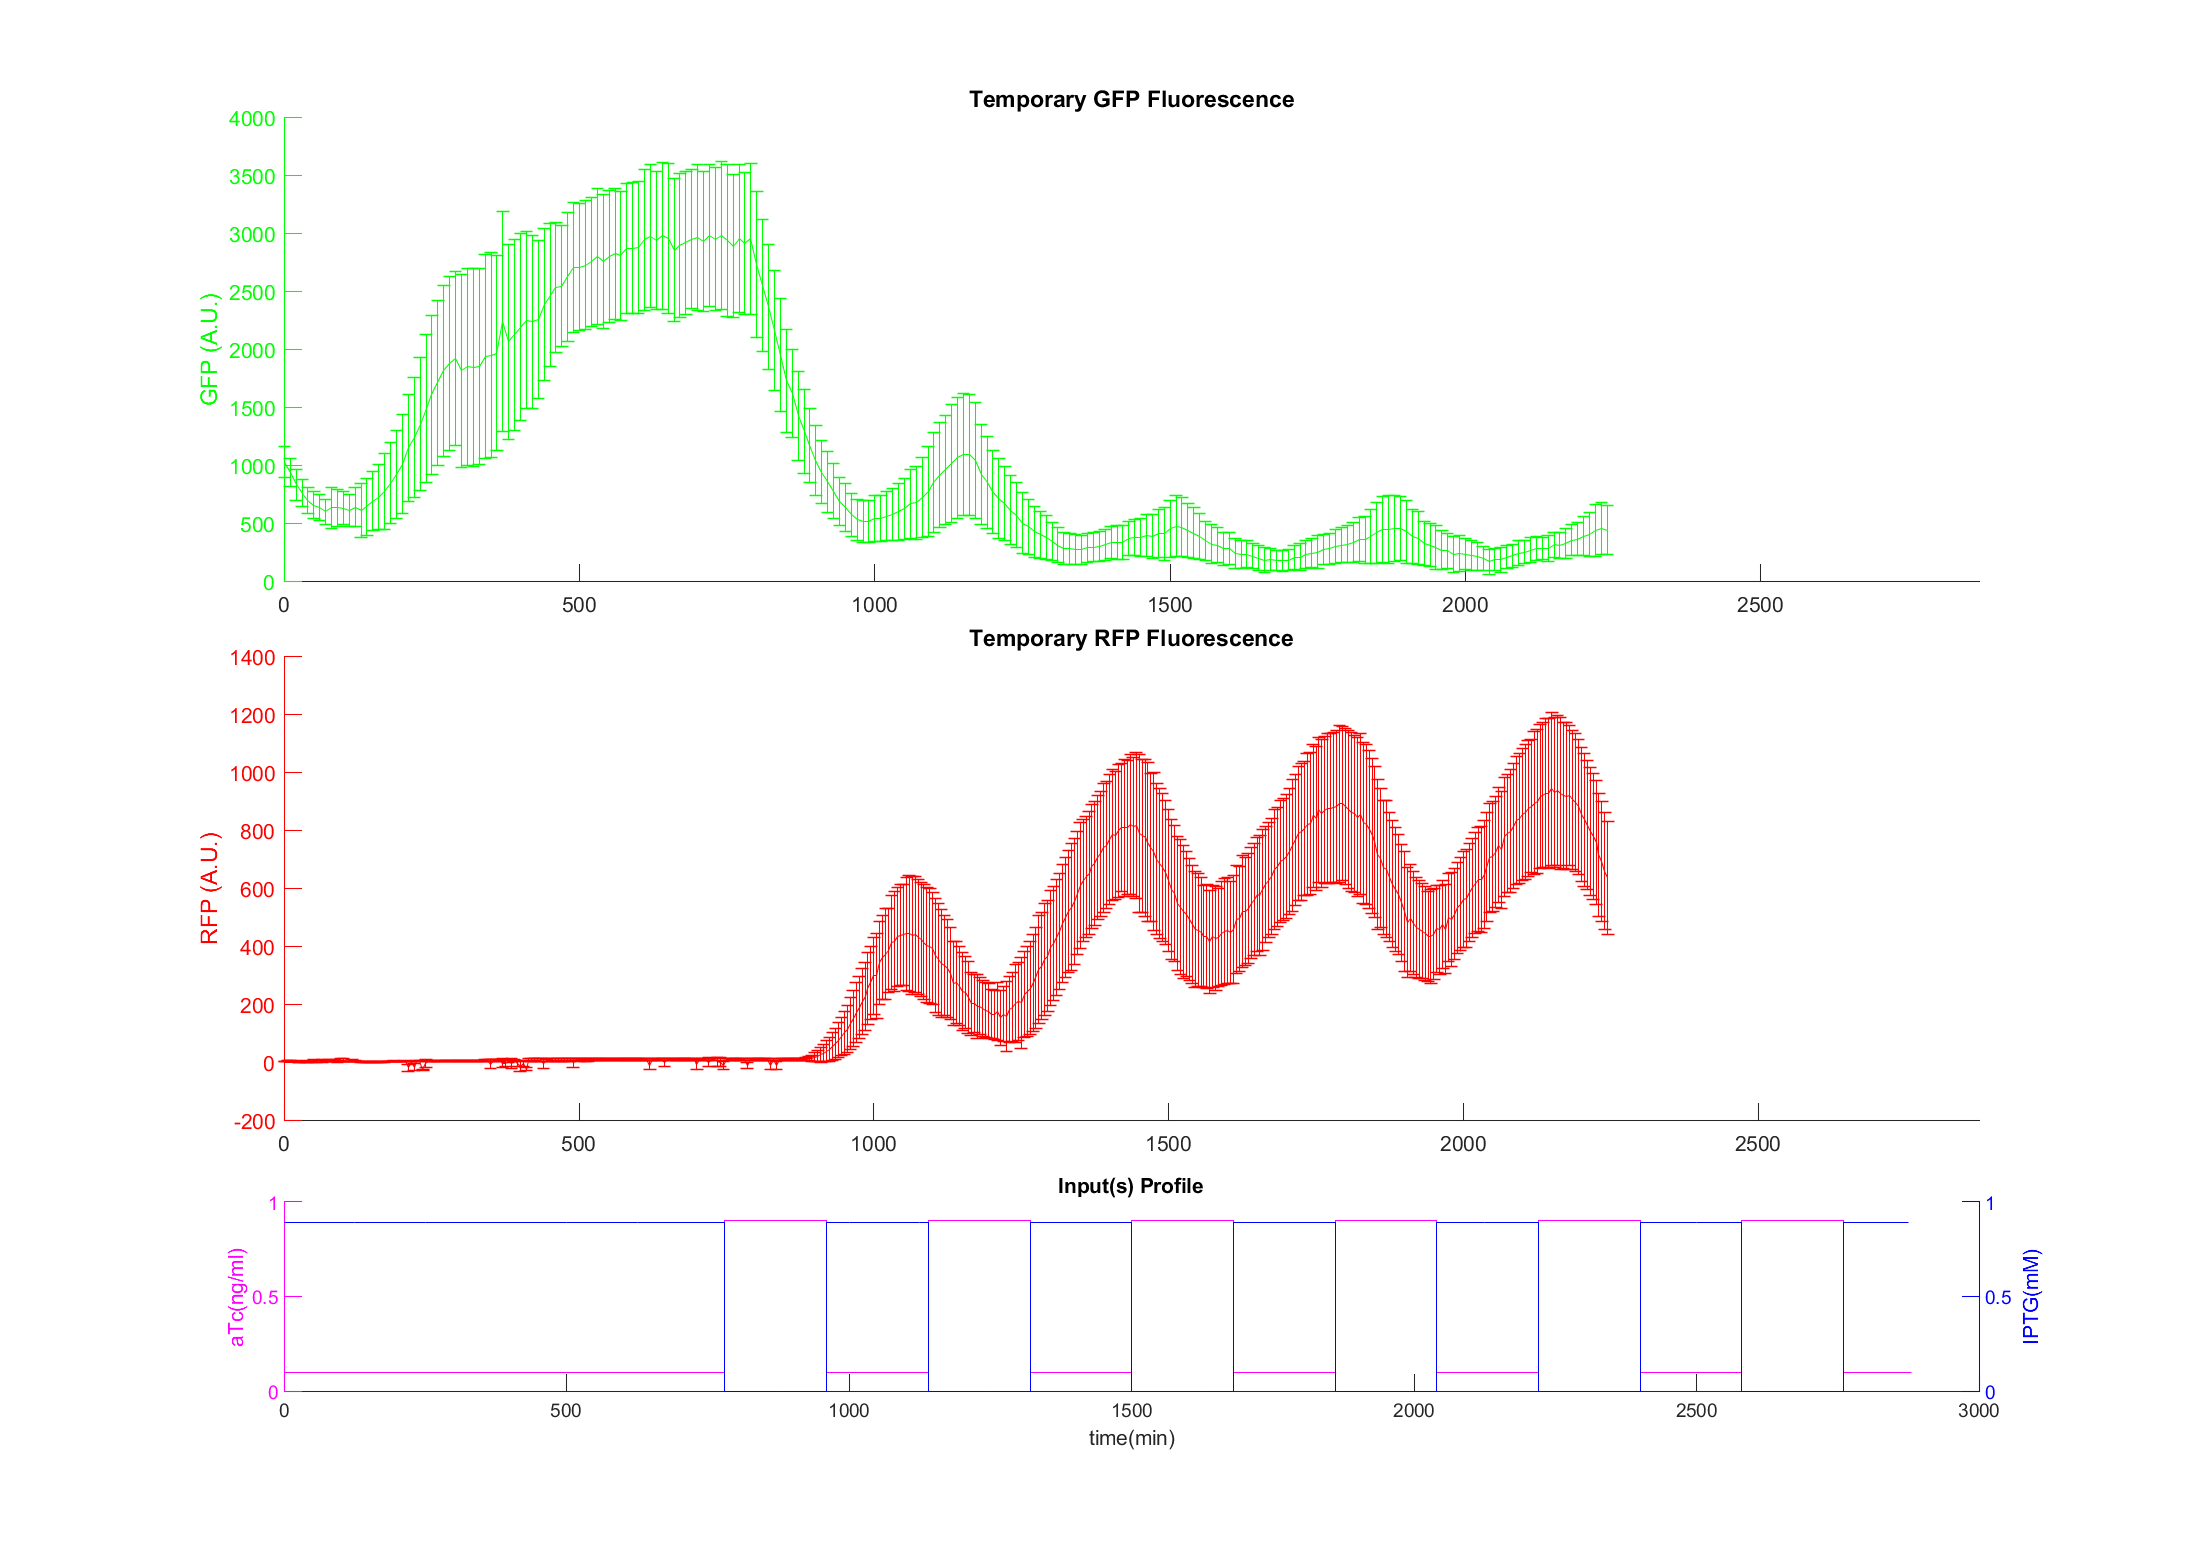 Temporary GFP Fluorescence
4000
3500
3000
2500
2000
1500
1000
500
0
GFP (A.U.)
0 500 1000 1500 2000 2500
Temporary RFP Fluorescence
1400
1200
1000
800
600
400
200
0
-200
RFP (A.U.)
0 500 1000 1500 2000 2500
Input(s) Profile
1
0.5
0
aTc(ng/ml)
1
0.5
0
IPTG(mM)
0 500 1000 1500 2000 2500 3000
time(min)